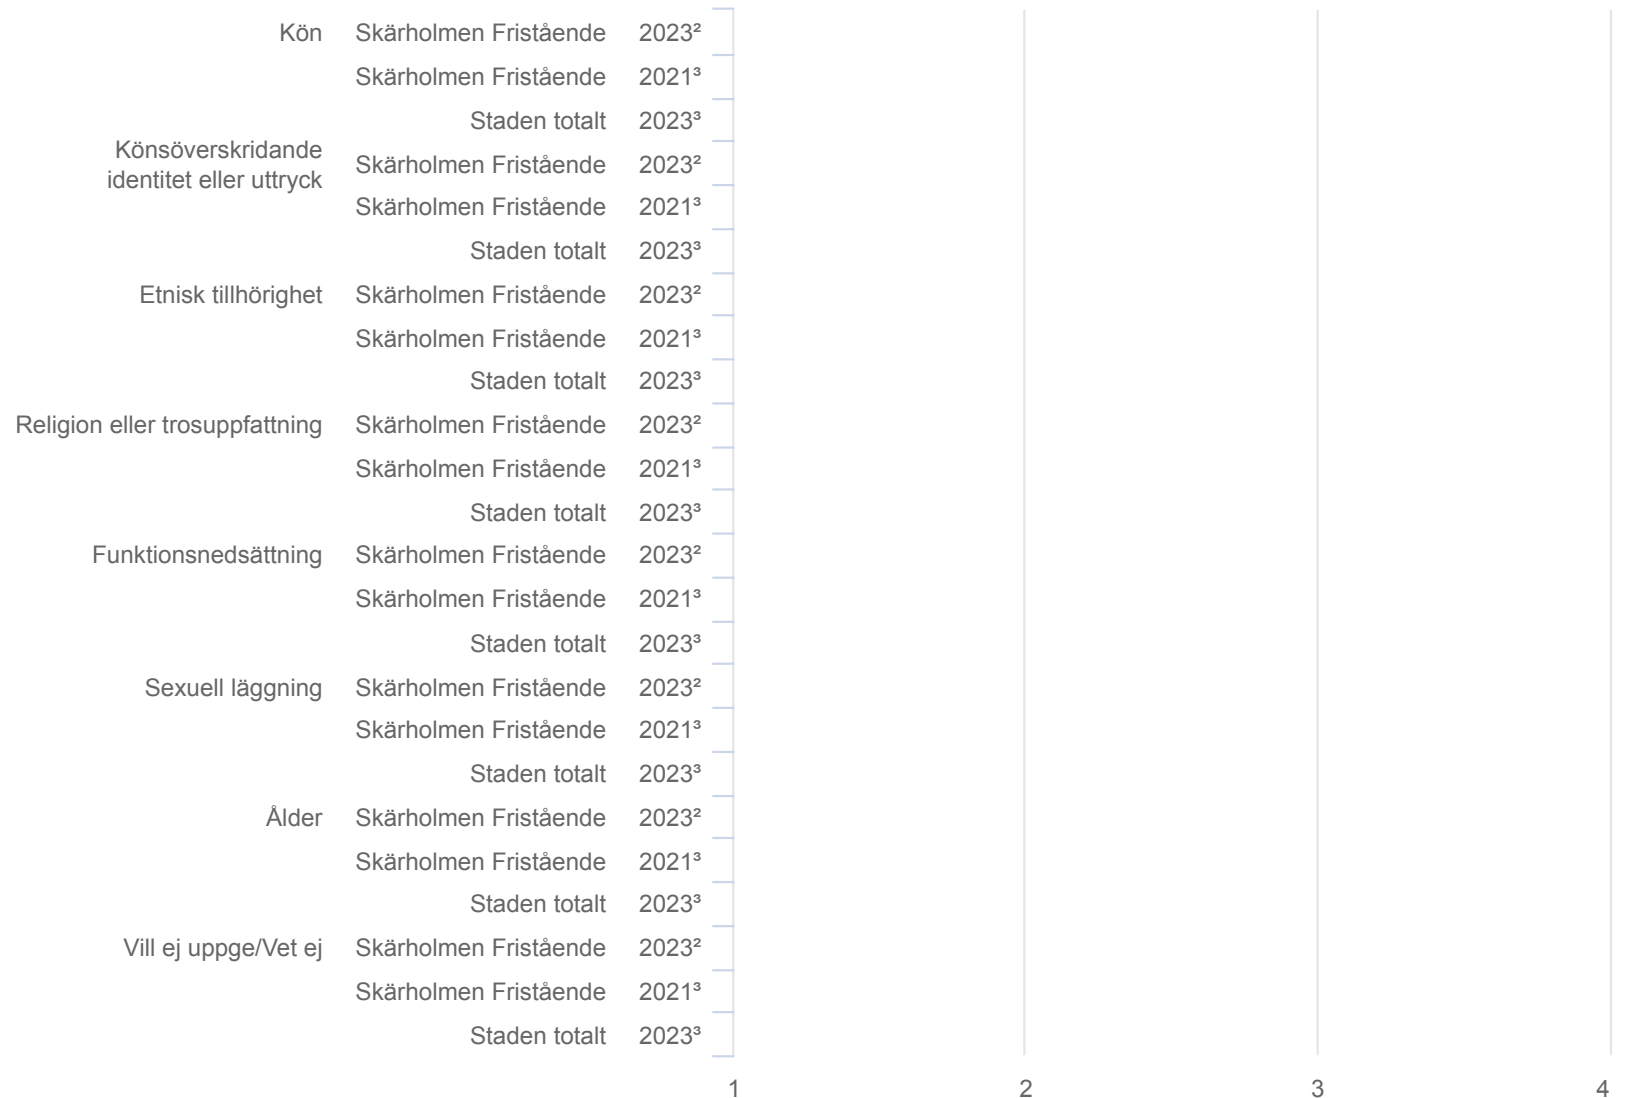 Kön Skärholmen Fristående 2023²
Skärholmen Fristående 2021³
Staden totalt 2023³
Könsöverskridande
identitet eller uttryck Skärholmen Fristående 2023²
Skärholmen Fristående 2021³
Staden totalt 2023³
Etnisk tillhörighet Skärholmen Fristående 2023²
Skärholmen Fristående 2021³
Staden totalt 2023³
Religion eller trosuppfattning Skärholmen Fristående 2023²
Skärholmen Fristående 2021³
Staden totalt 2023³
Funktionsnedsättning Skärholmen Fristående 2023²
Skärholmen Fristående 2021³
Staden totalt 2023³
Sexuell läggning Skärholmen Fristående 2023²
Skärholmen Fristående 2021³
Staden totalt 2023³
Ålder Skärholmen Fristående 2023²
Skärholmen Fristående 2021³
Staden totalt 2023³
Vill ej uppge/Vet ej Skärholmen Fristående 2023²
Skärholmen Fristående 2021³
Staden totalt 2023³
1 2 3 4